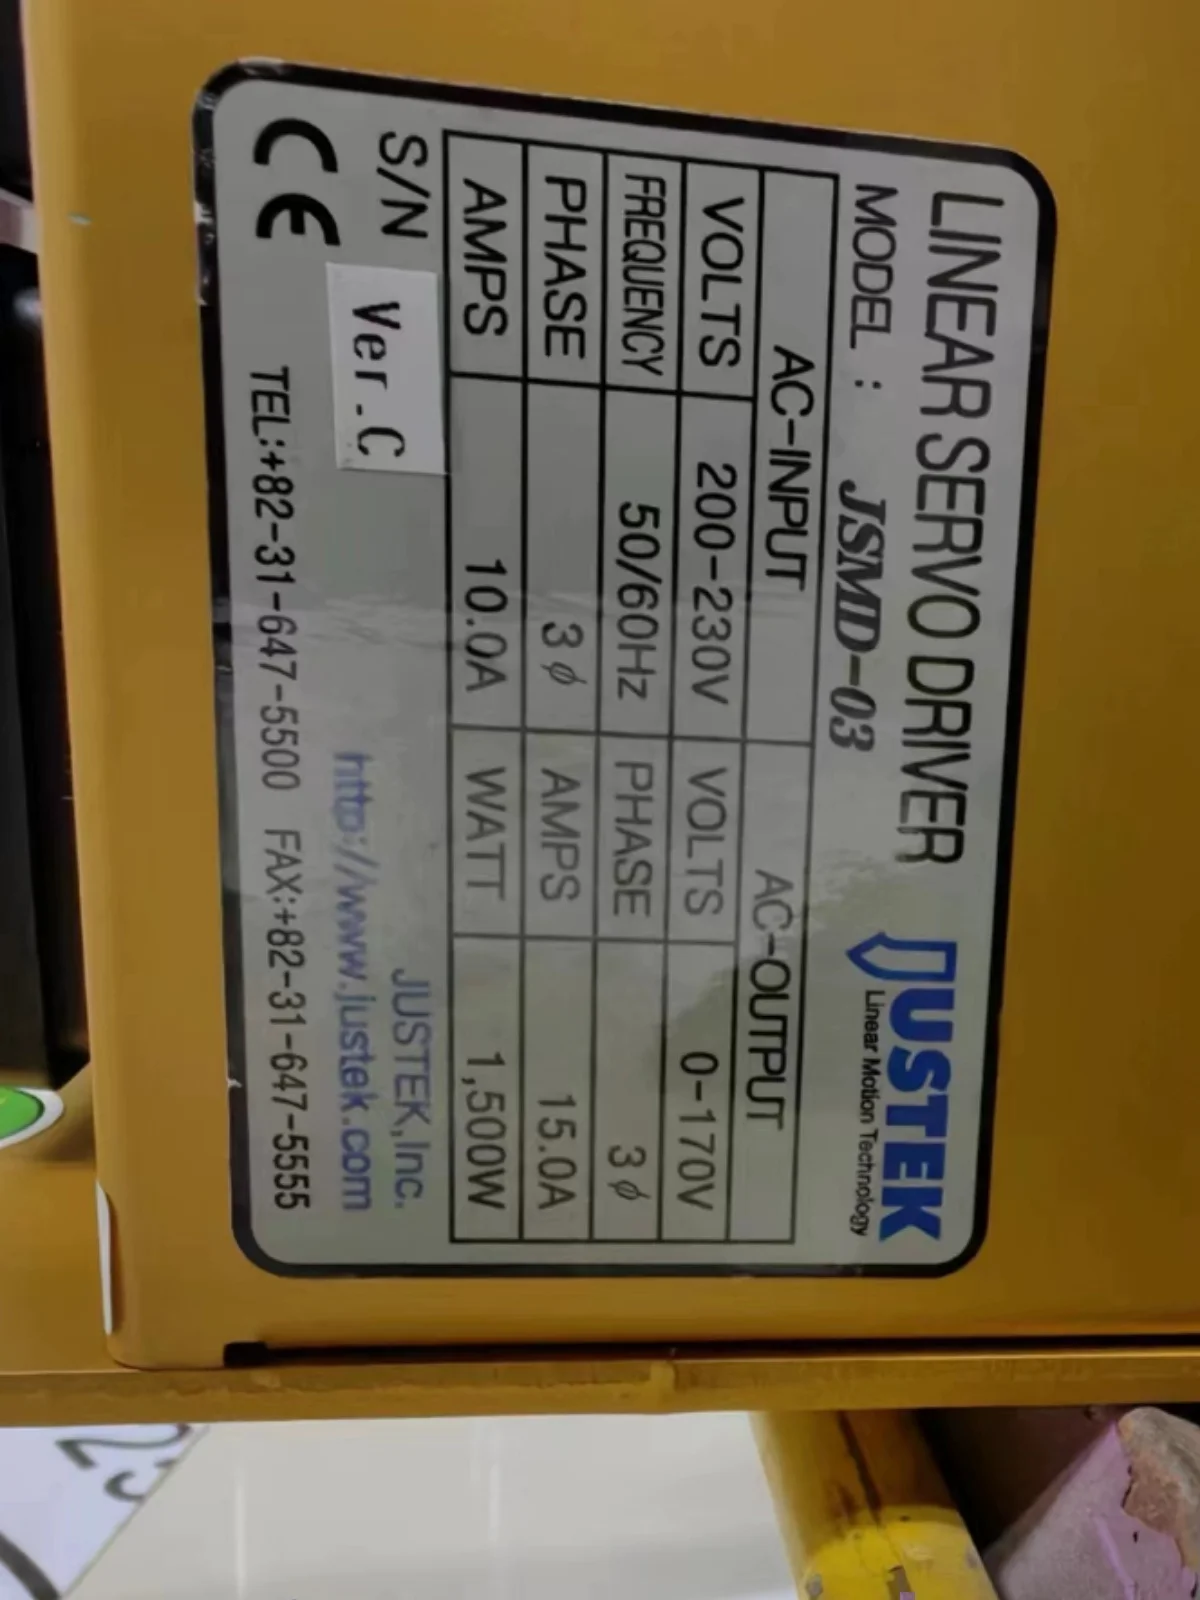 LINEAR SERVO DRIVER
JUSTEK
Linear Motion Technology
MODEL : JSMD-03
AC-INPUT AC-OUTPUT
VOLTS 200-230V VOLTS 0-170V
FREQUENCY 50/60Hz PHASE 3ϕ
PHASE 3ϕ AMPS 15.0A
AMPS 10.0A WATT 1,500W
S/N Ver.C
JUSTEK,Inc.
http://www.justek.com
CE TEL:+82-31-647-5500 FAX:+82-31-647-5555
23